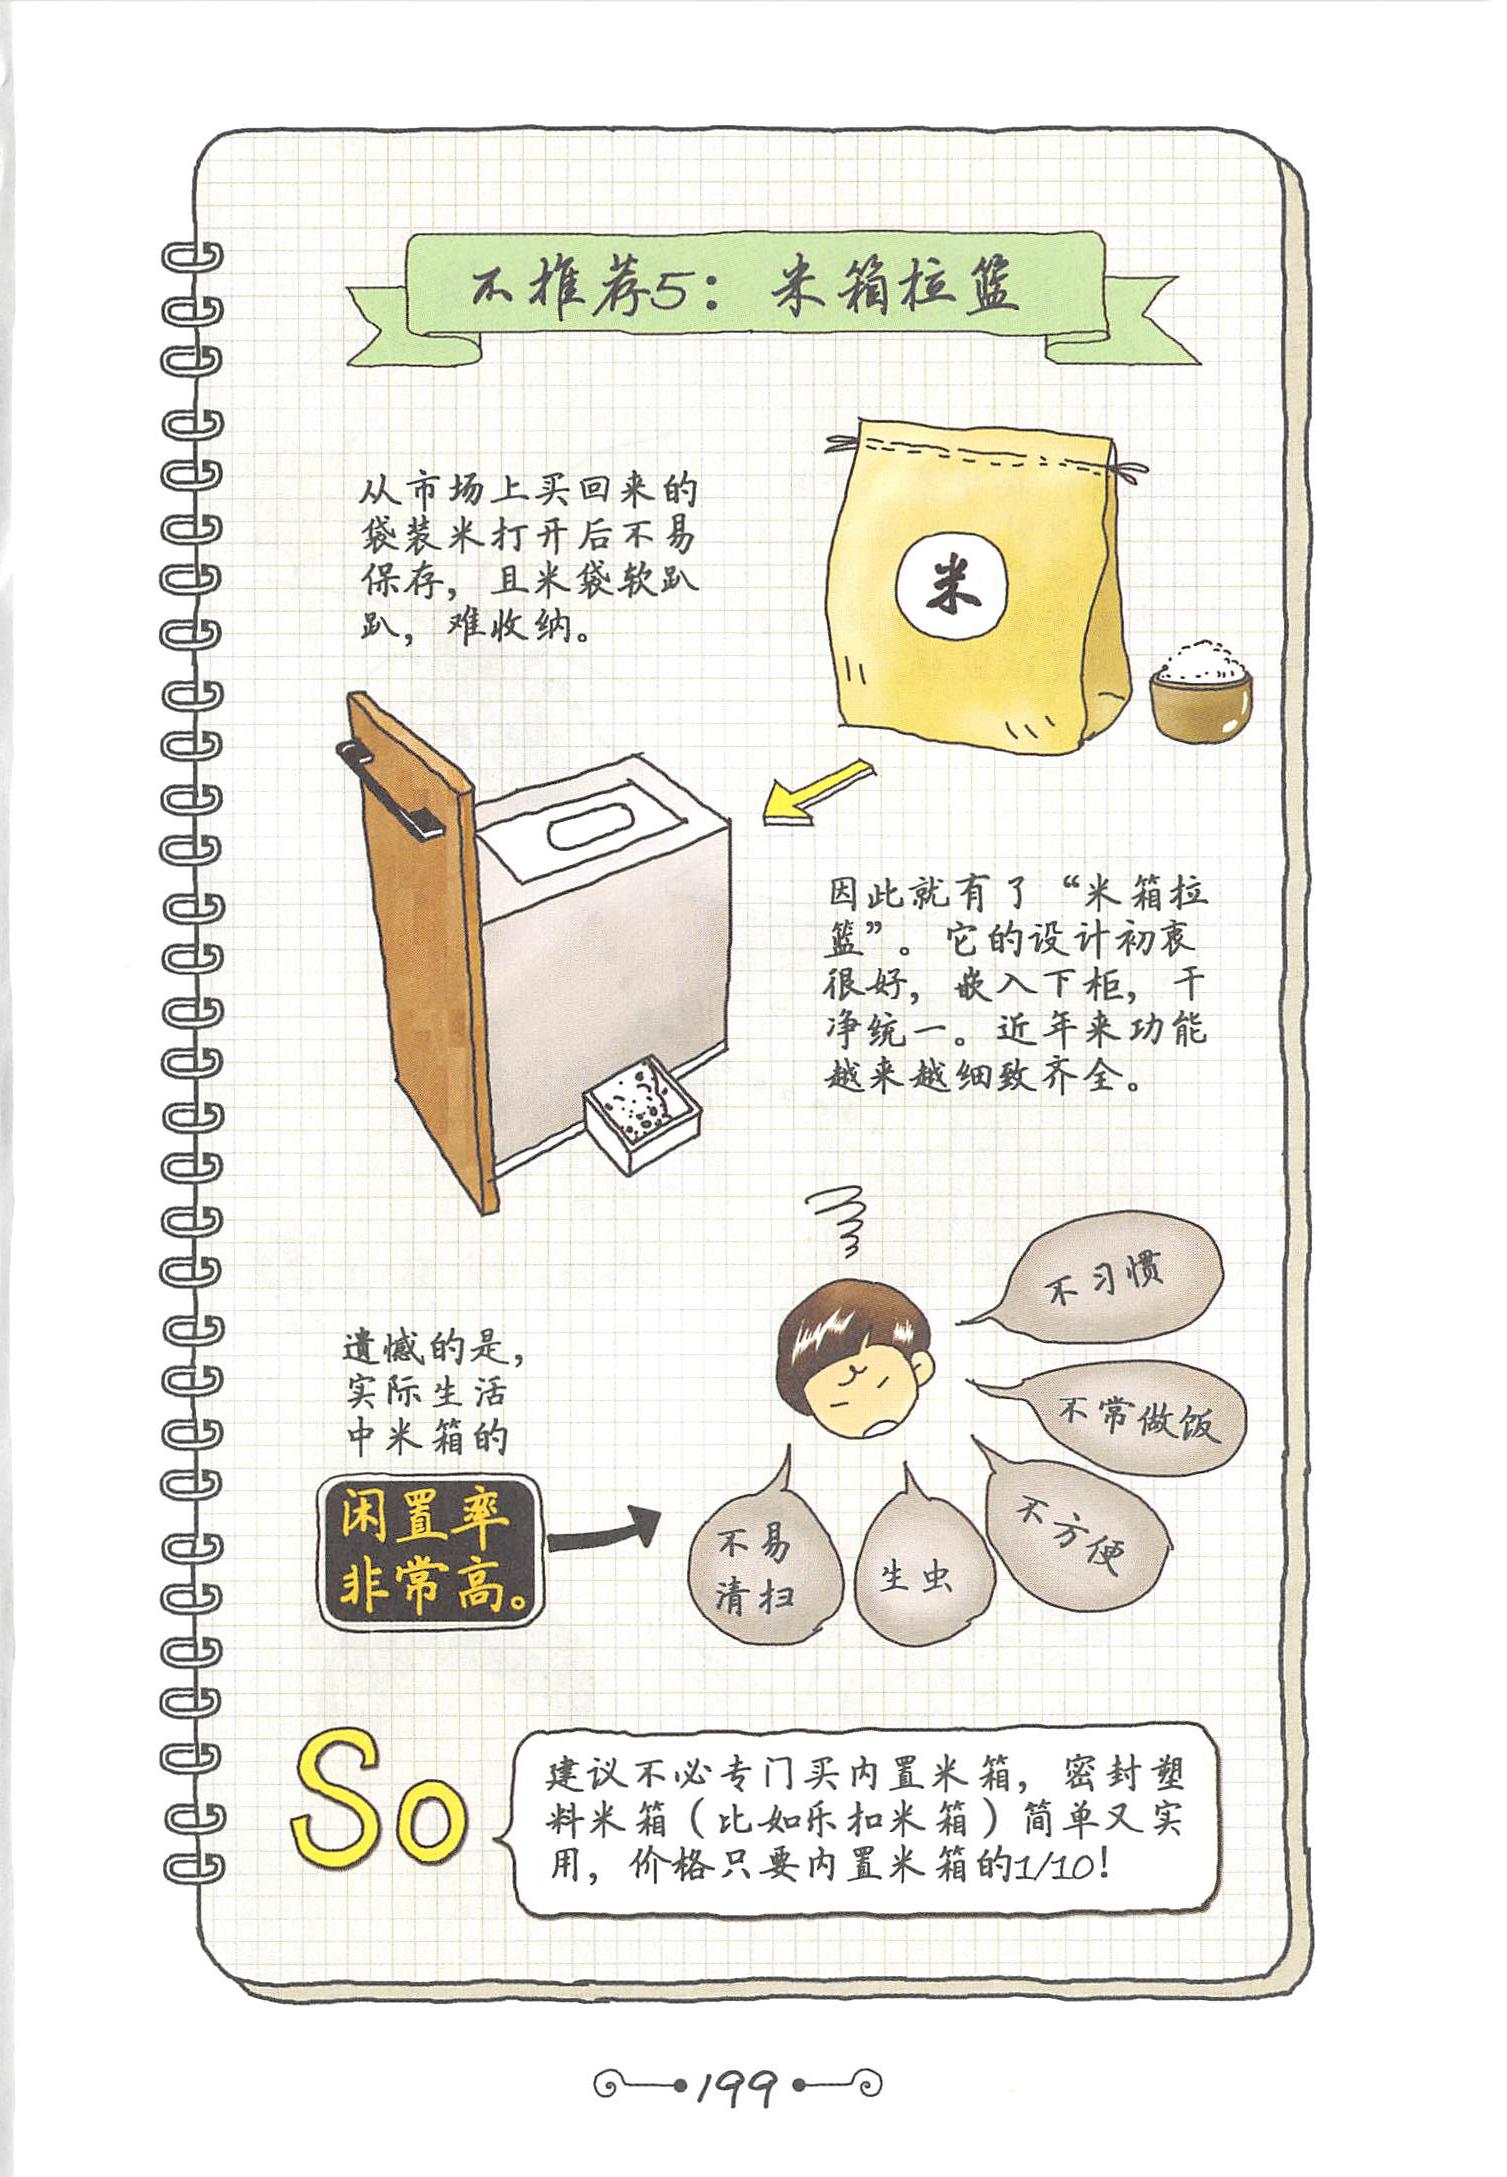 不推荐5：米箱拉篮
从市场上买回来的
袋装米打开后不易
保存，且米袋软趴
趴，难收纳。
米
因此就有了“米箱拉
篮”。它的设计初衷
很好，嵌入下柜，干
净统一。近年来功能
越来越细致齐全。
遗憾的是，
实际生活
中米箱的
闲置率
非常高。
不习惯
不常做饭
不方便
生虫
不易
清扫
So
建议不必专门买内置米箱，密封塑
料米箱（比如乐扣米箱）简单又实
用，价格只要内置米箱的1/10！
199